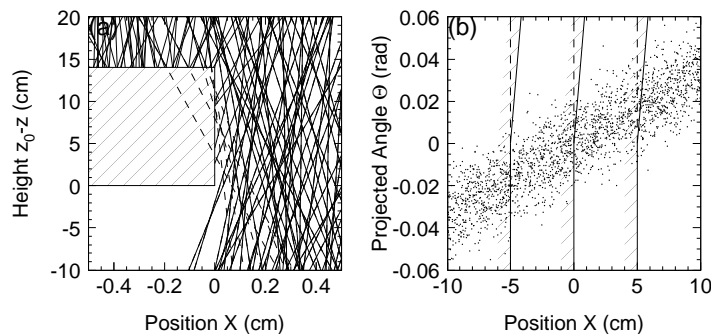 (a)
20
15
10
5
0
-5
-10
Height z0-z (cm)
-0.4 -0.2 0 0.2 0.4
Position X (cm)
(b)
0.06
0.04
0.02
0
-0.02
-0.04
-0.06
Projected Angle Θ (rad)
-10 -5 0 5 10
Position X (cm)